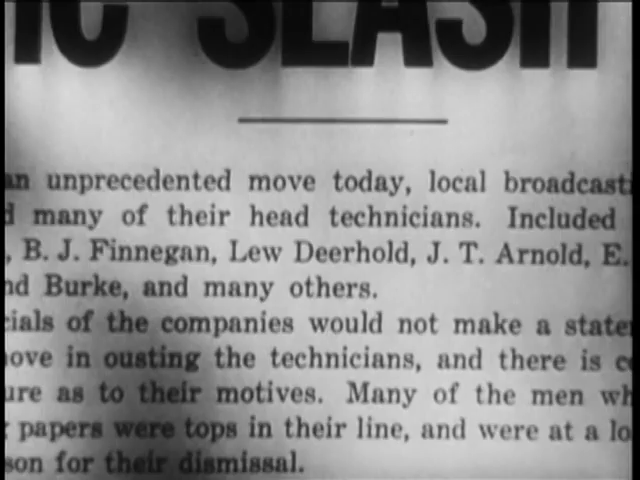 IC SLASH
an unprecedented move today, local broadcast
d many of their head technicians. Included
, B. J. Finnegan, Lew Deerhold, J. T. Arnold, E.
nd Burke, and many others.
cials of the companies would not make a state
ove in ousting the technicians, and there is c
ure as to their motives. Many of the men wh
papers were tops in their line, and were at a lo
son for their dismissal.